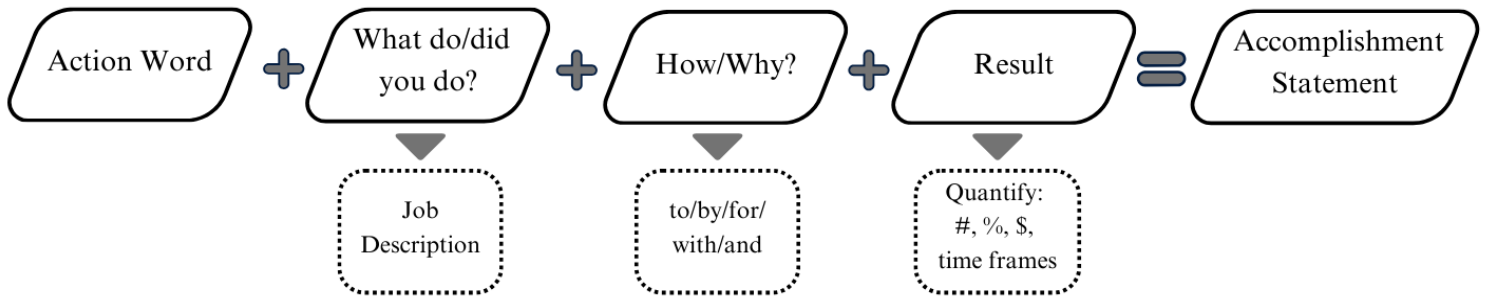 Action Word
What do/did
you do?
How/Why?
Result
Accomplishment
Statement
Job
Description
to/by/for/
with/and
Quantify:
#, %, $,
time frames